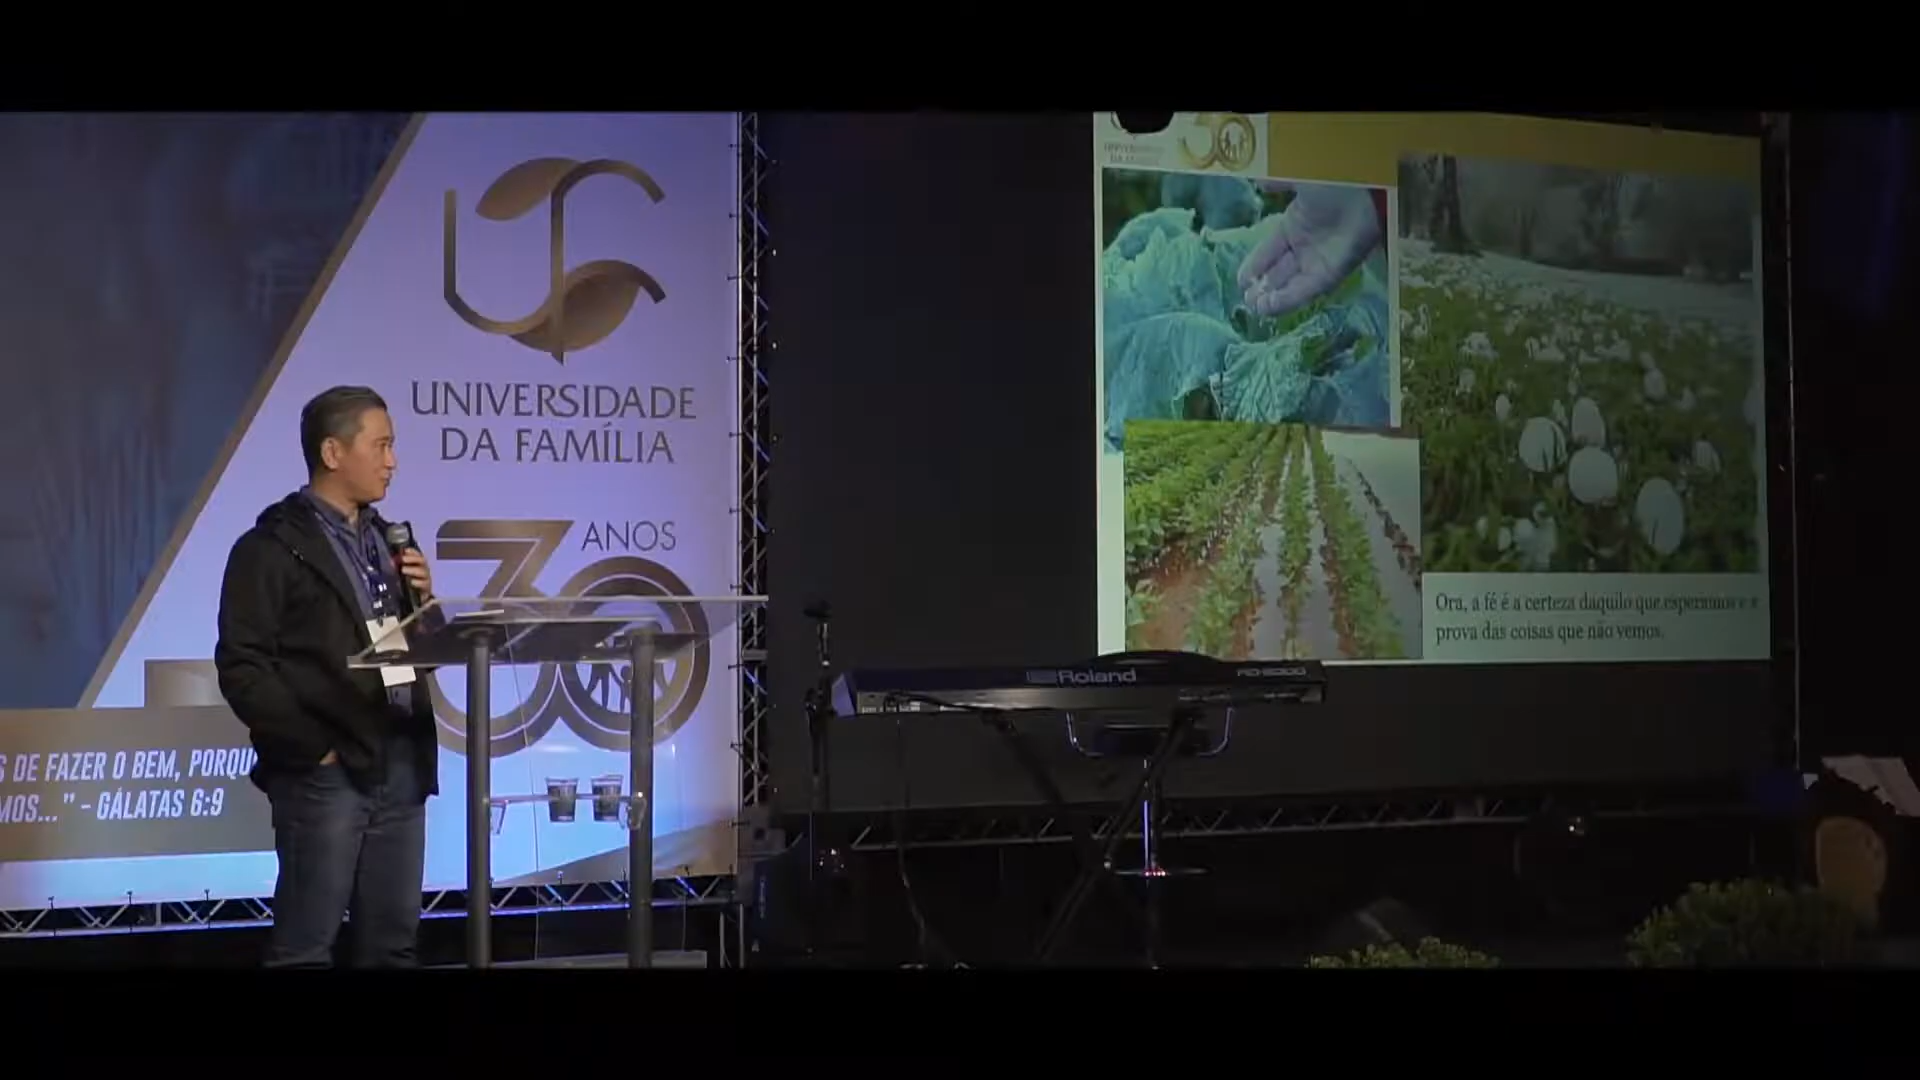 UNIVERSIDADE
DA FAMÍLIA
ANOS
30
S DE FAZER O BEM, PORQU
MOS..." - GÁLATAS 6:9
30
Ora, a fé é a certeza daquilo que esperamos e a
prova das coisas que não vemos.
Roland